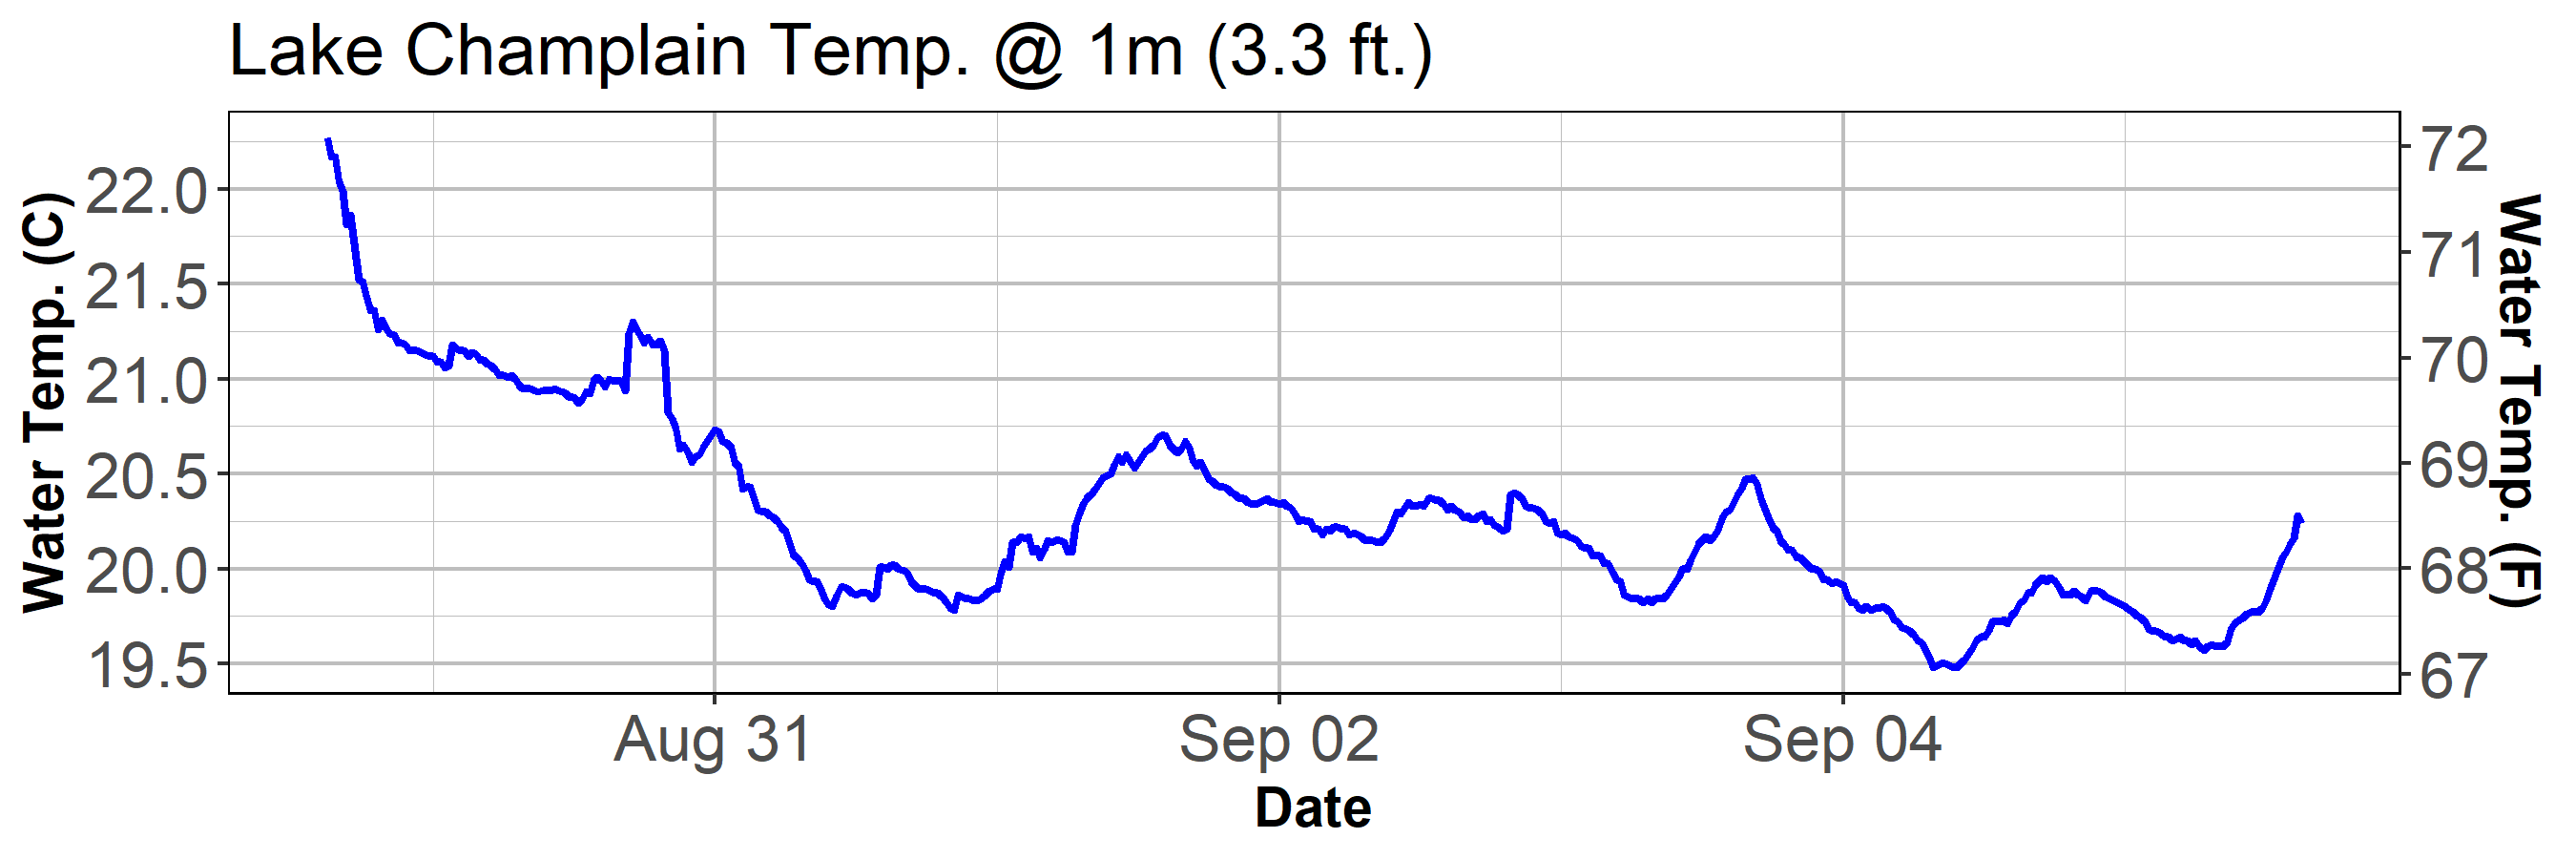 Lake Champlain Temp. @ 1m (3.3 ft.)
Water Temp. (C)
22.0
21.5
21.0
20.5
20.0
19.5
72
71
70
69
68
67
Water Temp. (F)
Aug 31
Sep 02
Sep 04
Date